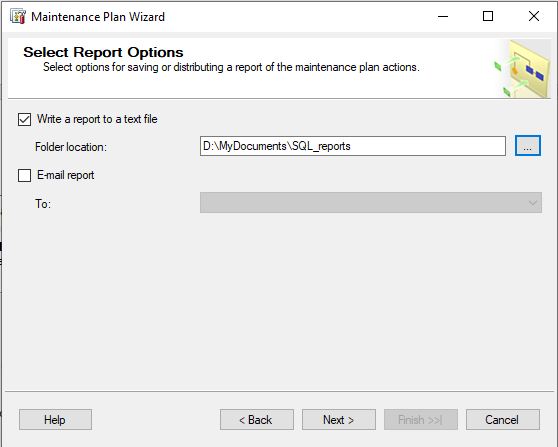 Maintenance Plan Wizard
Select Report Options
Select options for saving or distributing a report of the maintenance plan actions.
Write a report to a text file
Folder location:
D:\MyDocuments\SQL_reports
...
E-mail report
To:
Help
< Back
Next >
Finish >>|
Cancel